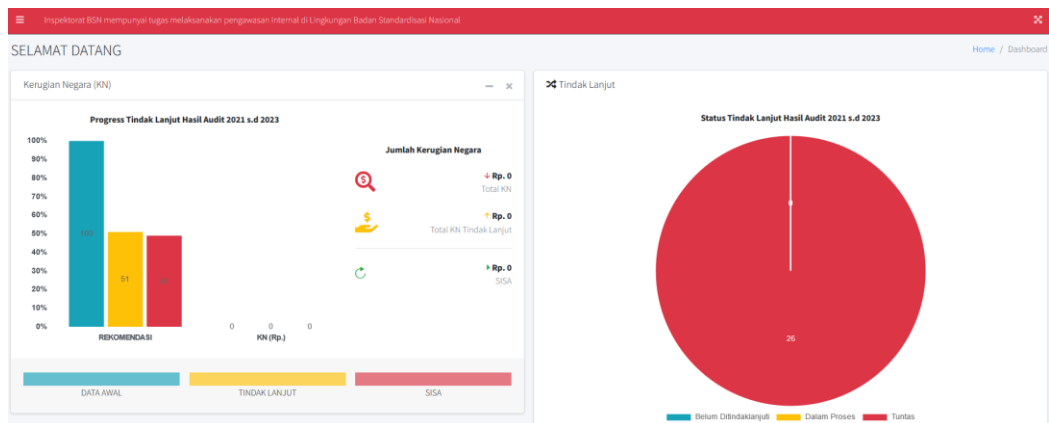 Inspektorat BSN mempunyai tugas melaksanakan pengawasan Internal di Lingkungan Badan Standardisasi Nasional
SELAMAT DATANG
Home / Dashboard
Kerugian Negara (KN)
Progress Tindak Lanjut Hasil Audit 2021 s.d 2023
100%
90%
80%
70%
60%
50%
40%
30%
20%
10%
0%
100
51
REKOMENDASI
0 0 0
KN (Rp.)
Jumlah Kerugian Negara
Rp. 0
Total KN
Rp. 0
Total KN Tindak Lanjut
Rp. 0
SISA
DATA AWAL
TINDAK LANJUT
SISA
Tindak Lanjut
Status Tindak Lanjut Hasil Audit 2021 s.d 2023
26
Belum Ditindaklanjuti Dalam Proses Tuntas